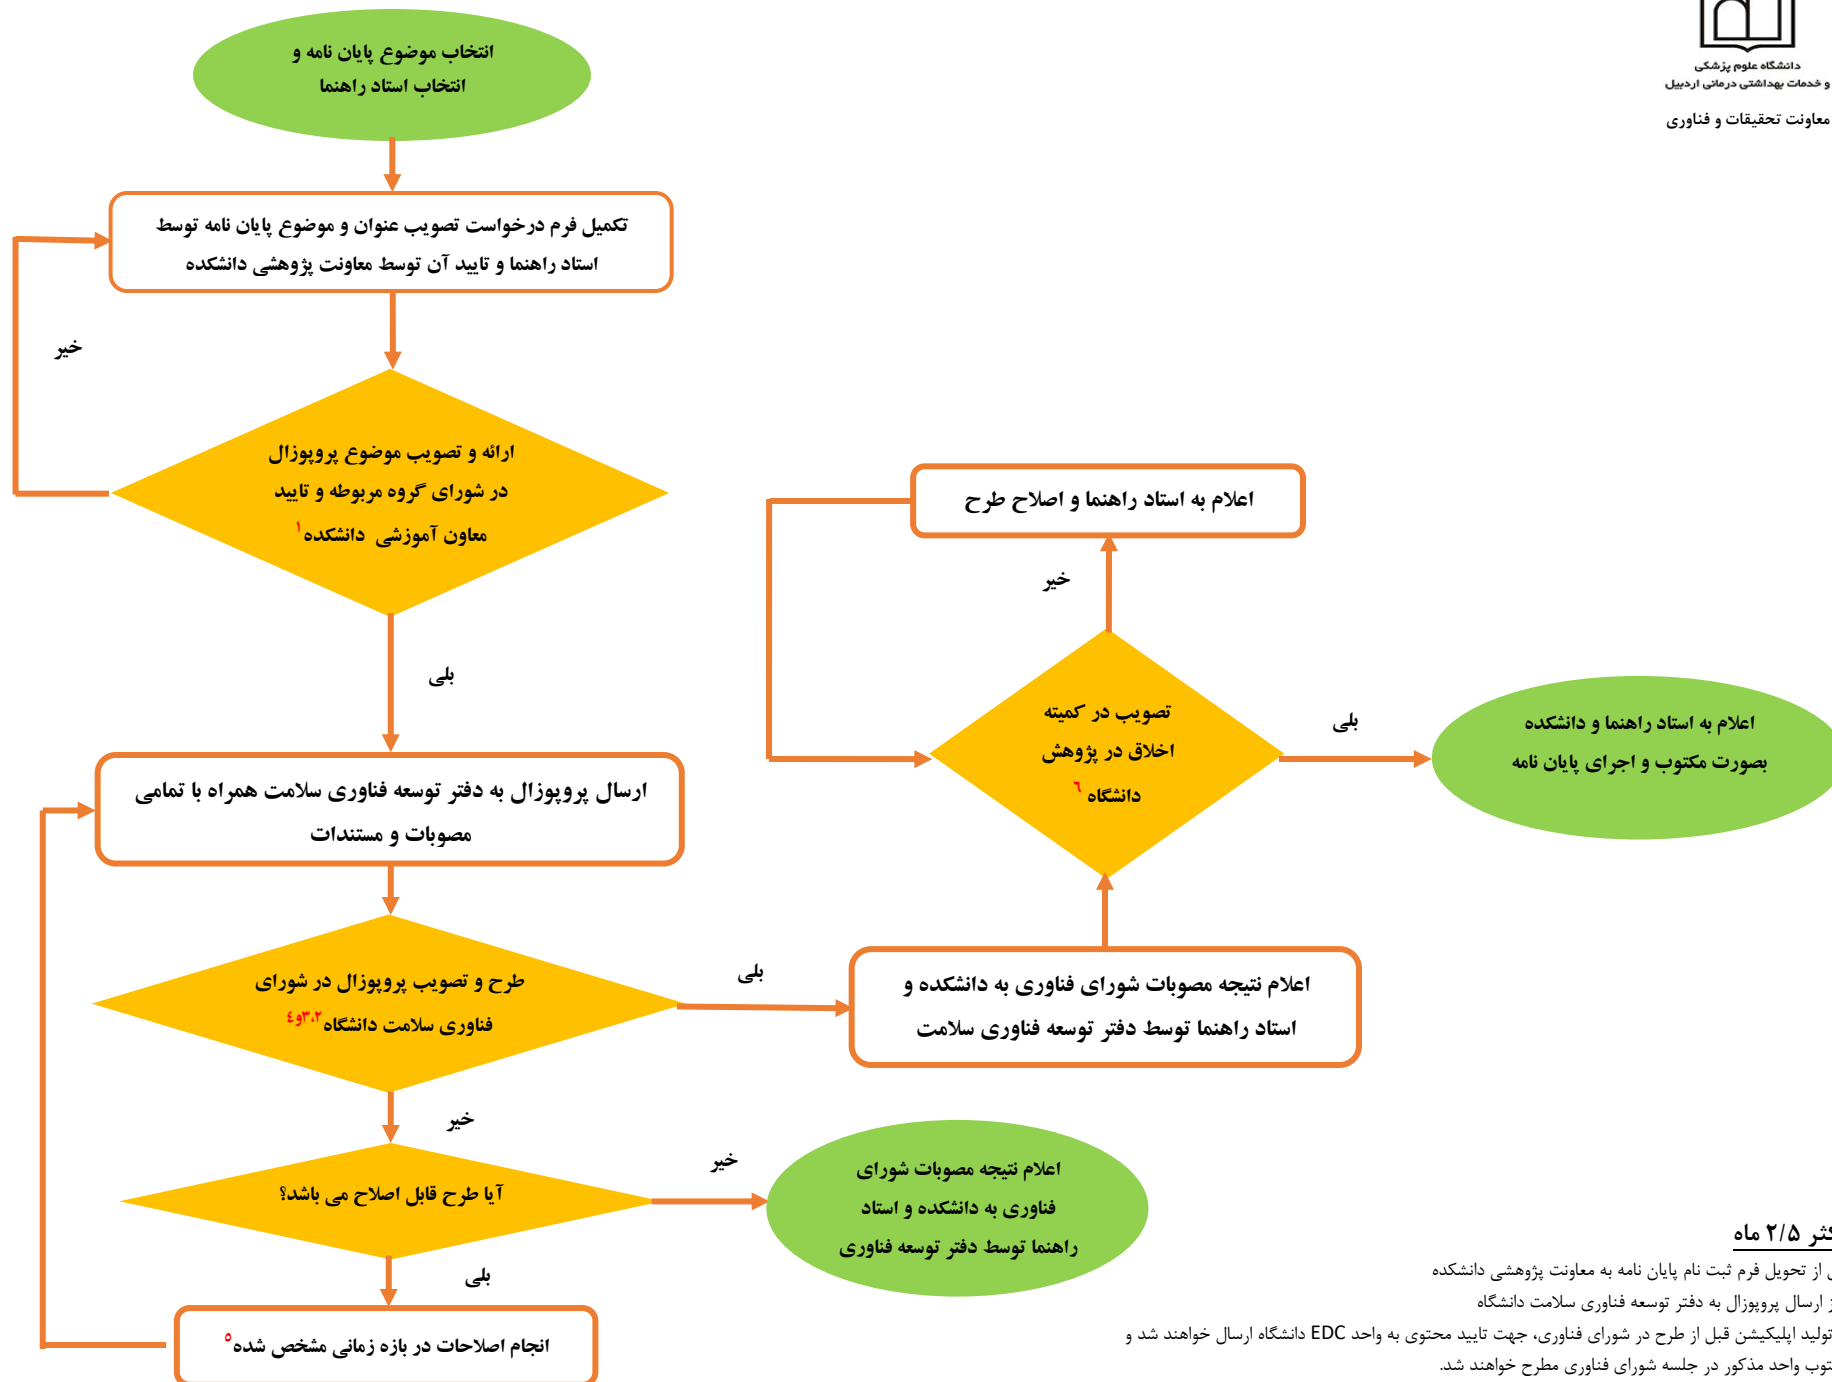 دانشگاه علوم پزشکی
و خدمات بهداشتی درمانی اردبیل
معاونت تحقیقات و فناوری
انتخاب موضوع پایان نامه و
انتخاب استاد راهنما
تکمیل فرم درخواست تصویب عنوان و موضوع پایان نامه توسط
استاد راهنما و تایید آن توسط معاونت پژوهشی دانشکده
خیر
ارائه و تصویب موضوع پروپوزال
در شورای گروه مربوطه و تایید
معاون آموزشی دانشکده ۱
بلی
ارسال پروپوزال به دفتر توسعه فناوری سلامت همراه با تمامی
مصوبات و مستندات
طرح و تصویب پروپوزال در شورای
فناوری سلامت دانشگاه ۲،۳و٤
بلی
اعلام نتیجه مصوبات شورای فناوری به دانشکده و
استاد راهنما توسط دفتر توسعه فناوری سلامت
خیر
آیا طرح قابل اصلاح می باشد؟
خیر
اعلام نتیجه مصوبات شورای
فناوری به دانشکده و استاد
راهنما توسط دفتر توسعه فناوری
بلی
انجام اصلاحات در بازه زمانی مشخص شده ٥
اعلام به استاد راهنما و اصلاح طرح
خیر
تصویب در کمیته
اخلاق در پژوهش
دانشگاه ٦
بلی
اعلام به استاد راهنما و دانشکده
بصورت مکتوب و اجرای پایان نامه
۲/۵ ماه
از تحویل فرم ثبت نام پایان نامه به معاونت پژوهشی دانشکده
ارسال پروپوزال به دفتر توسعه فناوری سلامت دانشگاه
تولید اپلیکیشن قبل از طرح در شورای فناوری، جهت تایید محتوی به واحد EDC دانشگاه ارسال خواهند شد و
واحد مذکور در جلسه شورای فناوری مطرح خواهند شد.